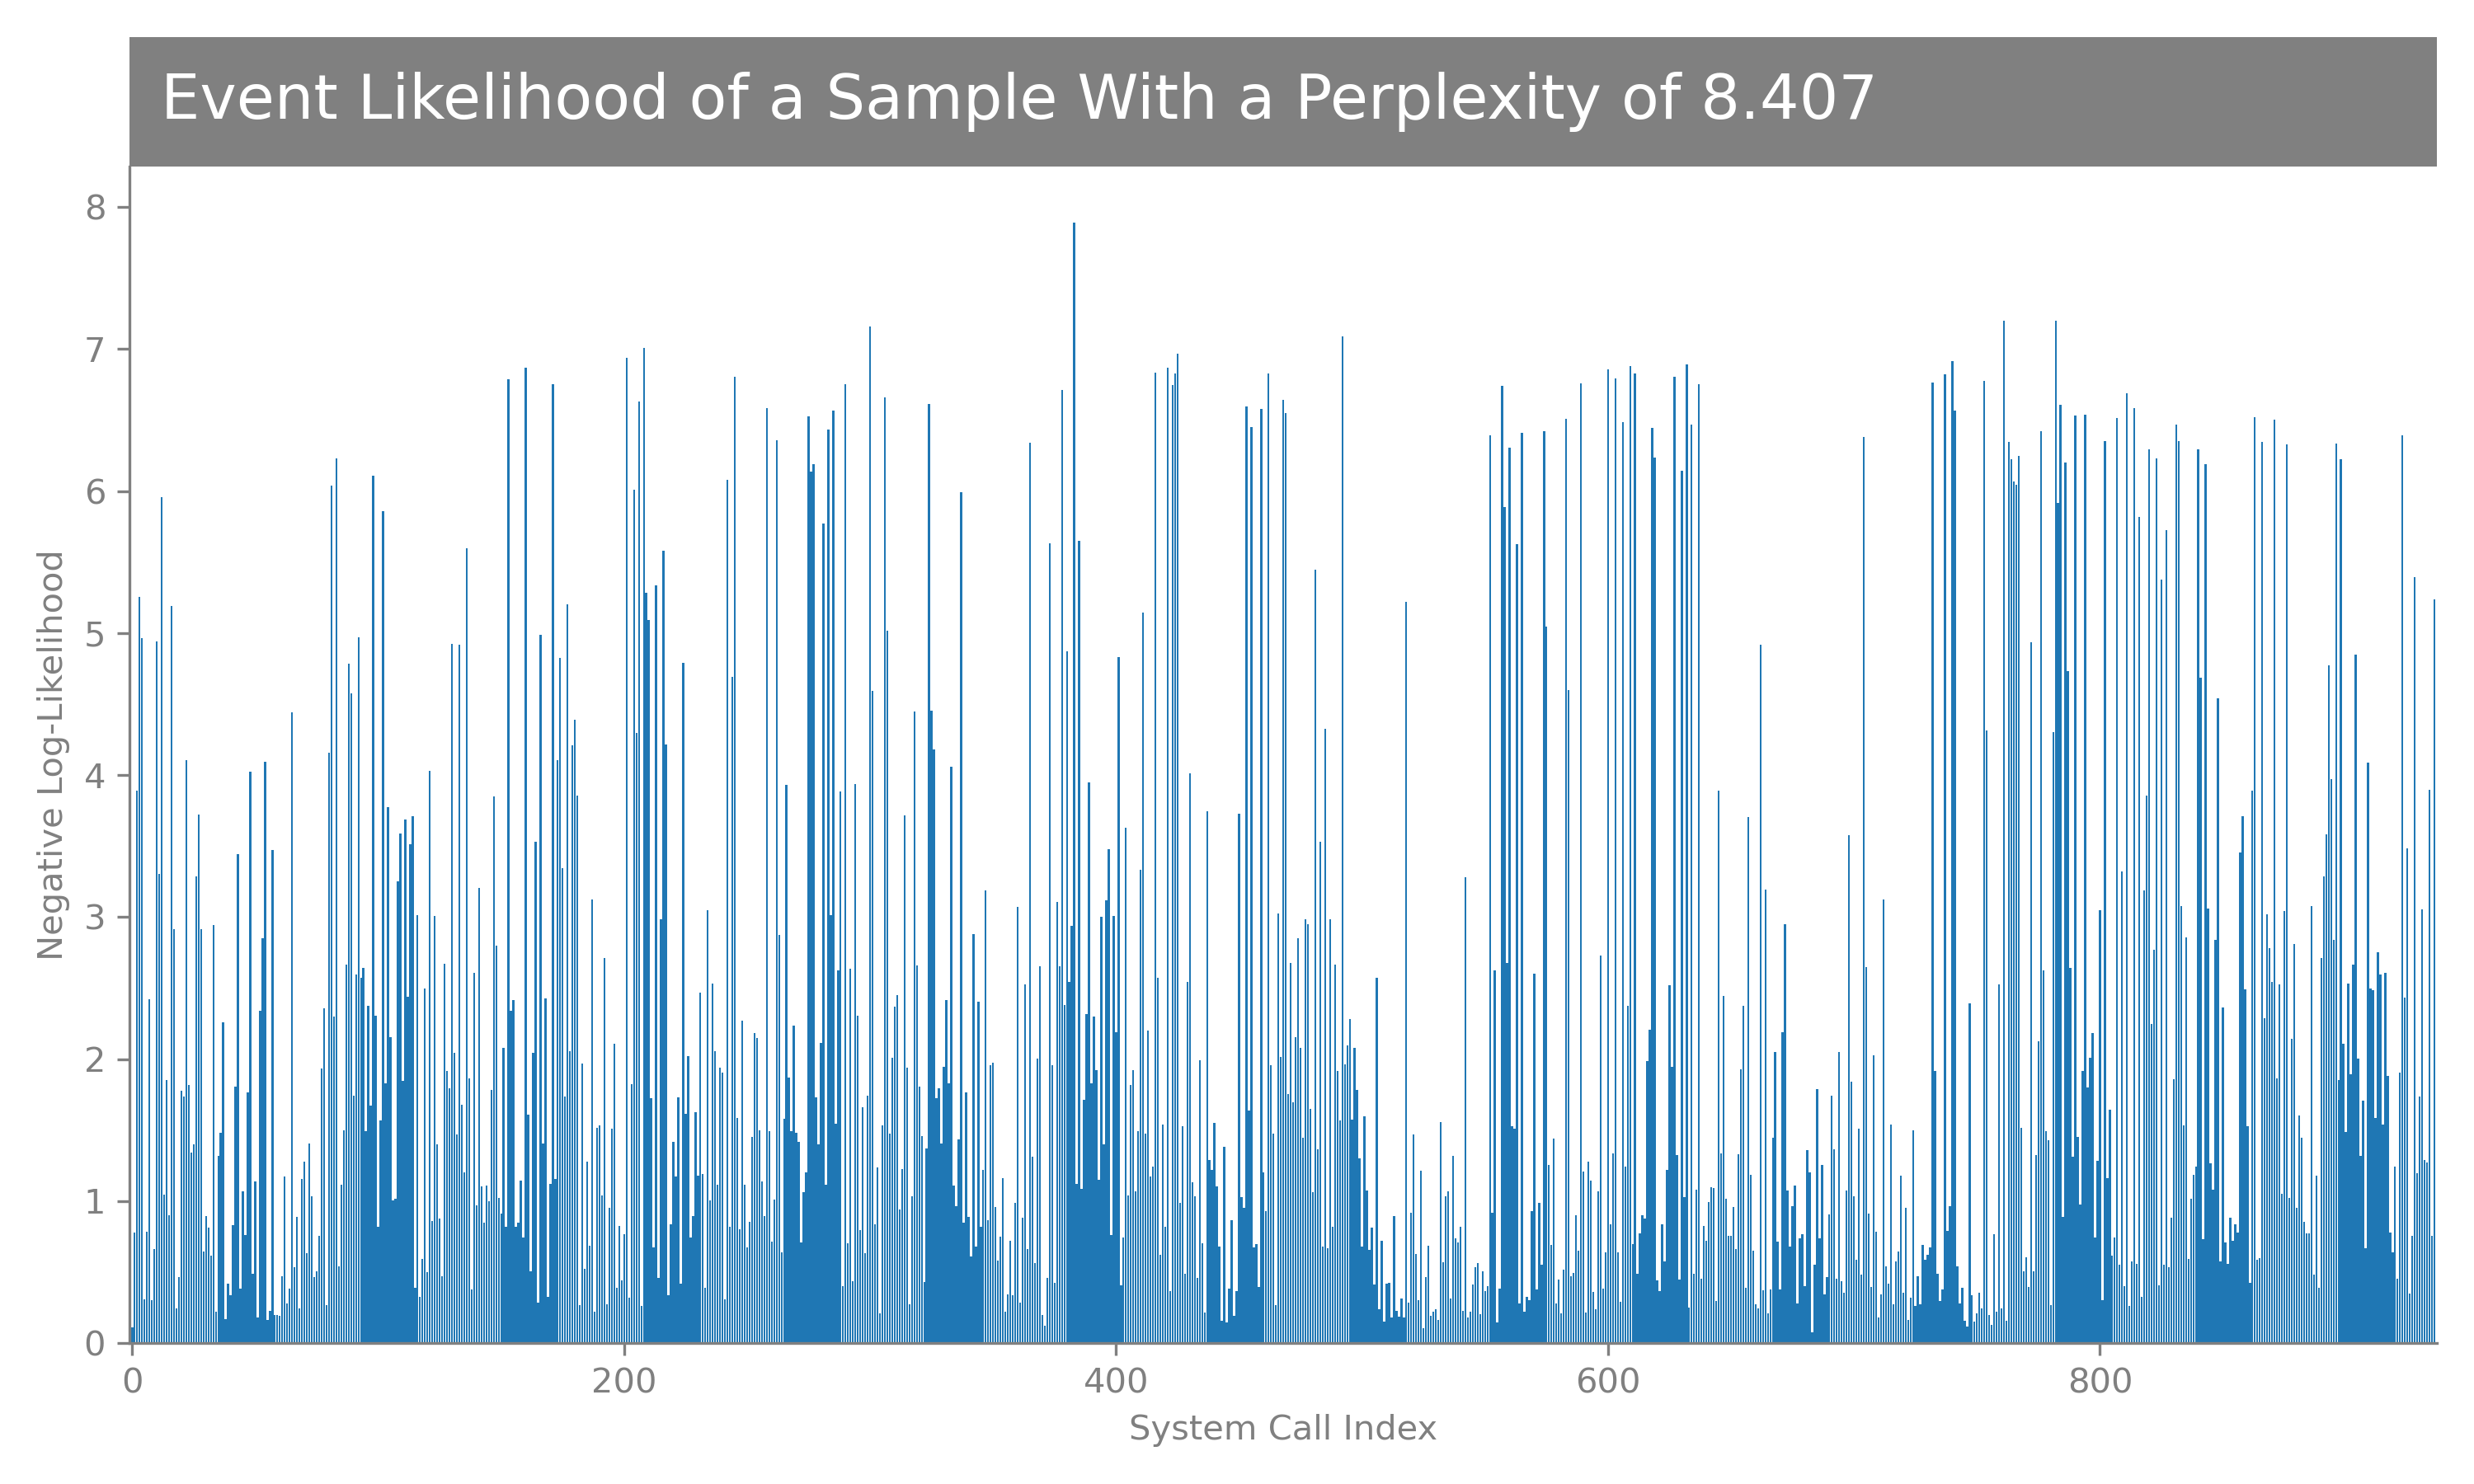 Event Likelihood of a Sample With a Perplexity of 8.407
8
7
6
5
4
3
2
1
0
Negative Log-Likelihood
0 200 400 600 800
System Call Index